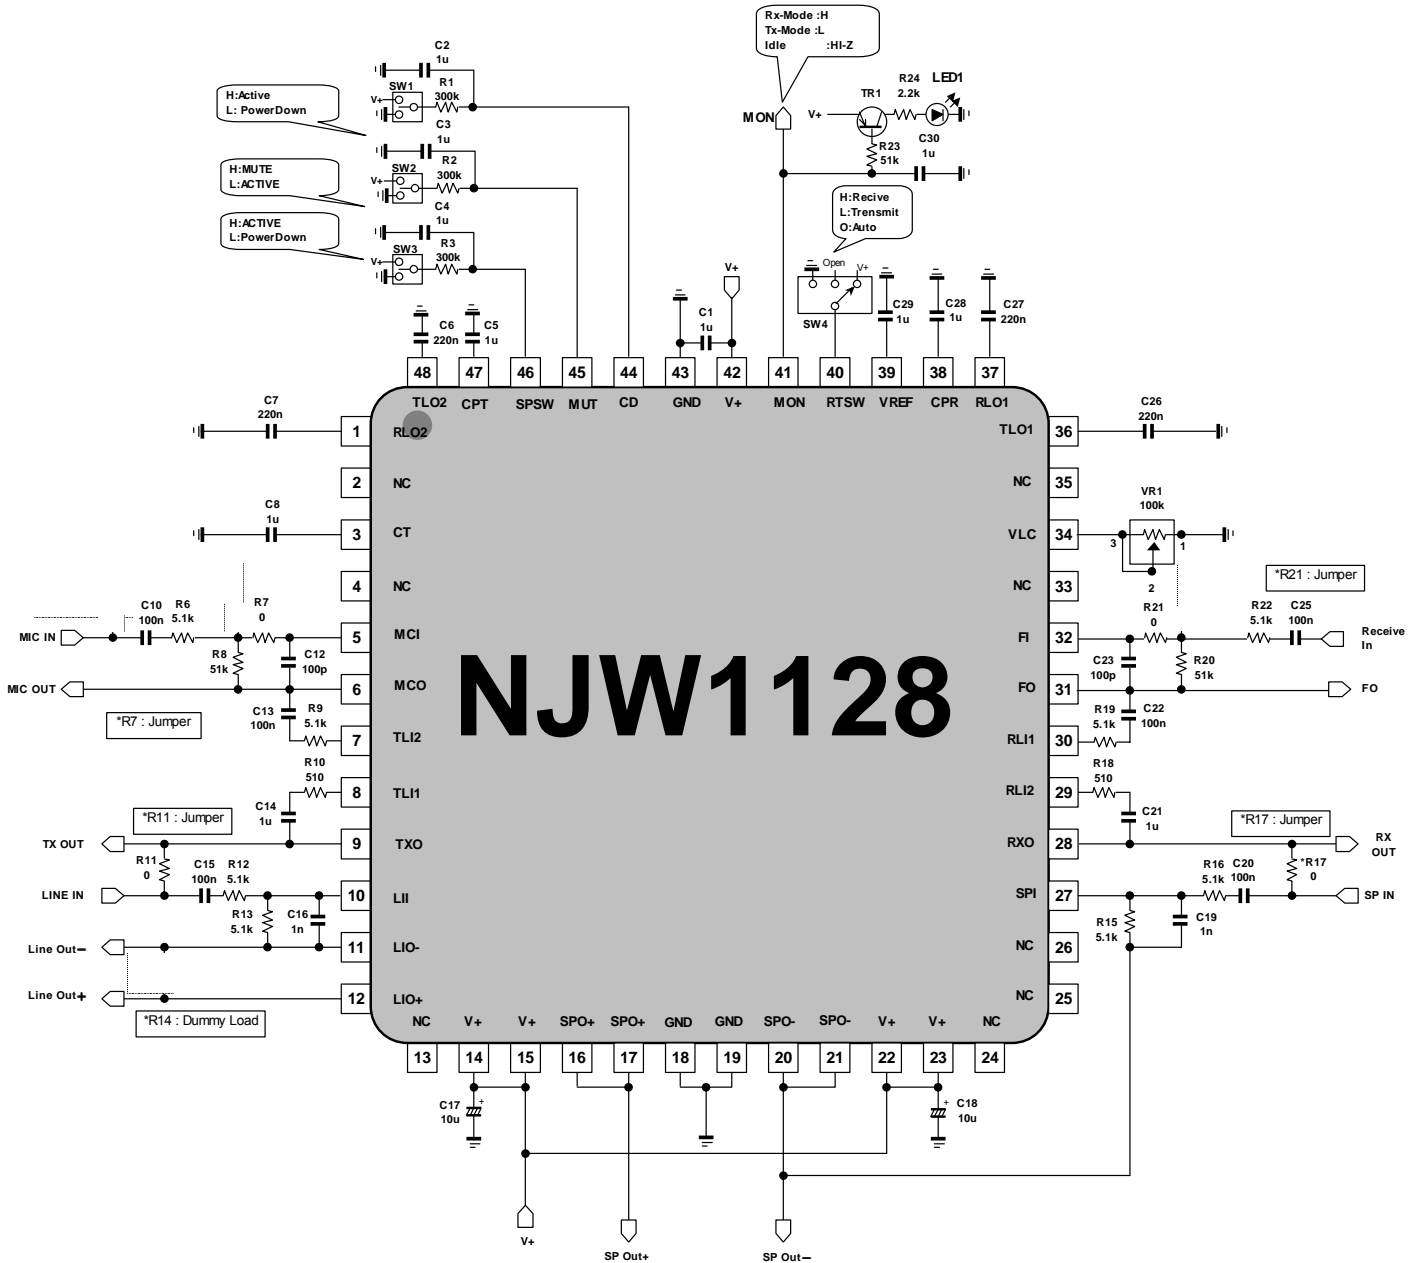 Rx-Mode :H
Tx-Mode :L
Idle :HI-Z
C2
1u
SW1
R1
300k
V+
H:Active
L: PowerDown
C3
1u
SW2
R2
300k
V+
H:MUTE
L:ACTIVE
C4
1u
SW3
R3
300k
V+
H:ACTIVE
L:PowerDown
MON
V+
TR1
R24
2.2k
LED1
R23
51k
C30
1u
H:Recive
L:Trensmit
O:Auto
Open
V+
SW4
V+
C6
220n
C5
1u
C1
1u
C29
1u
C28
1u
C27
220n
48 47 46 45 44 43 42 41 40 39 38 37
TLO2 CPT SPSW MUT CD GND V+ MON RTSW VREF CPR RLO1
C7
220n
1 RLO2
TLO1 36
C26
220n
2 NC
NC 35
C8
1u
3 CT
VLC 34
VR1
100k
3
1
2
4 NC
NC 33
*R21 : Jumper
MIC IN
C10
100n
R6
5.1k
R7
0
R8
51k
C12
100p
5 MCI
FI 32
R21
0
R22
5.1k
C25
100n
Receive
In
C23
100p
R20
51k
MIC OUT
6 MCO
FO 31
FO
*R7 : Jumper
C13
100n
R9
5.1k
7 TLI2
RLI1 30
R19
5.1k
C22
100n
NJW1128
R10
510
8 TLI1
RLI2 29
R18
510
C14
1u
C21
1u
*R11 : Jumper
*R17 : Jumper
TX OUT
9 TXO
RXO 28
RX
OUT
R11
0
C15
100n
R12
5.1k
R16
5.1k
C20
100n
*R17
0
LINE IN
10 LII
SPI 27
SP IN
R13
5.1k
C16
1n
R15
5.1k
C19
1n
Line Out−
11 LIO-
NC 26
Line Out+
12 LIO+
NC 25
*R14 : Dummy Load
NC V+ V+ SPO+ SPO+ GND GND SPO- SPO- V+ V+ NC
13 14 15 16 17 18 19 20 21 22 23 24
C17
10u
+
C18
10u
+
V+
SP Out+
SP Out−